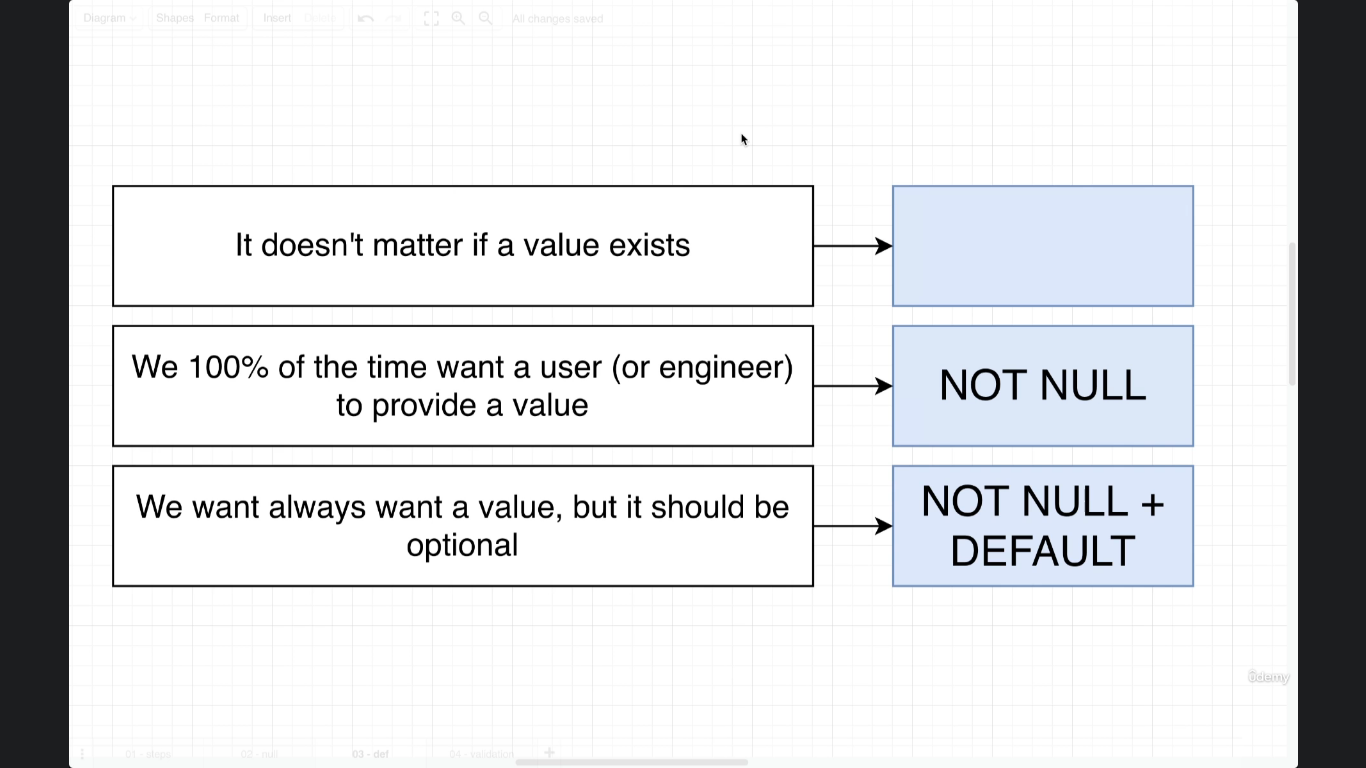 Diagram Shapes Format Insert Delete All changes saved
It doesn't matter if a value exists
We 100% of the time want a user (or engineer)
to provide a value
NOT NULL
We want always want a value, but it should be
optional
NOT NULL +
DEFAULT
ûdemy
01 - steps 02 - null 03 - def 04 - validation